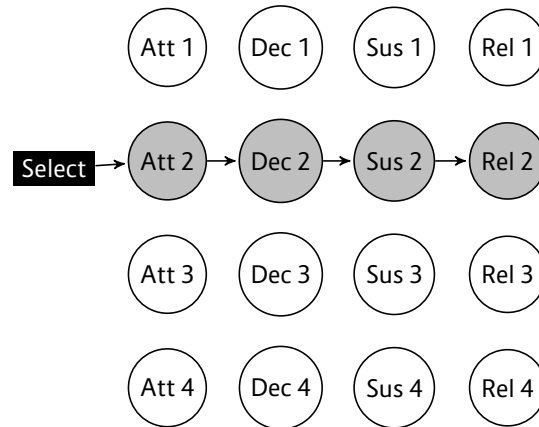 Att 1 Dec 1 Sus 1 Rel 1
Select Att 2 Dec 2 Sus 2 Rel 2
Att 3 Dec 3 Sus 3 Rel 3
Att 4 Dec 4 Sus 4 Rel 4